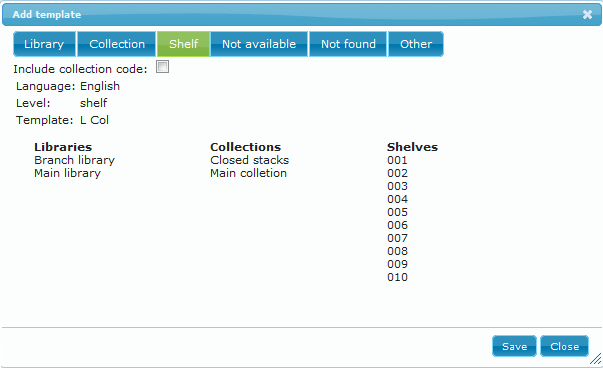 Add template
Library Collection Shelf Not available Not found Other
Include collection code:
Language: English
Level: shelf
Template: L Col
Libraries Collections Shelves
Branch library Closed stacks 001
Main library Main colletion 002
003
004
005
006
007
008
009
010
Save Close